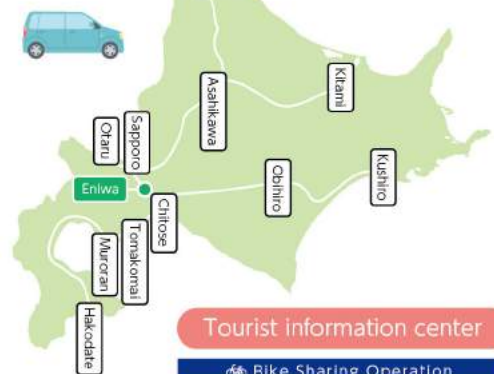 Asahikawa
Kitami
Otaru
Sapporo
Eniwa
Chitose
Obihiro
Kushiro
Muroran
Tomakomai
Hakodate
Tourist information center
Bike Sharing Operation